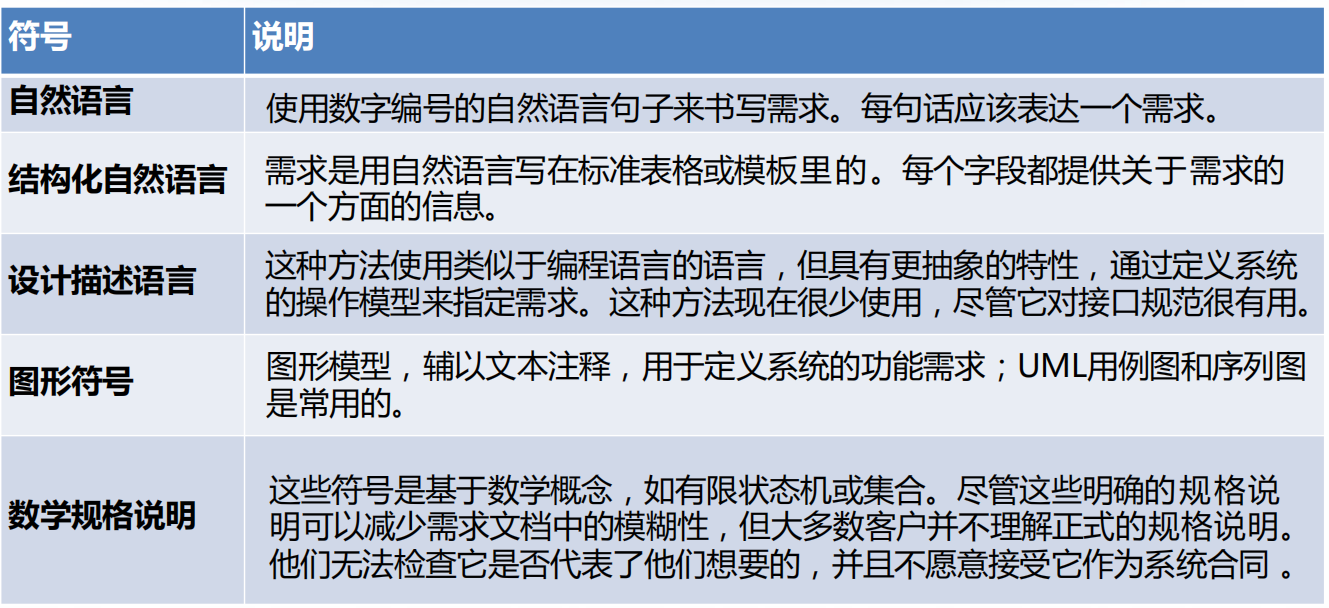 符号
说明
自然语言
使用数字编号的自然语言句子来书写需求。每句话应该表达一个需求。
结构化自然语言
需求是用自然语言写在标准表格或模板里的。每个字段都提供关于需求的
一个方面的信息。
设计描述语言
这种方法使用类似于编程语言的语言，但具有更抽象的特性，通过定义系统
的操作模型来指定需求。这种方法现在很少使用，尽管它对接口规范很有用。
图形符号
图形模型，辅以文本注释，用于定义系统的功能需求；UML用例图和序列图
是常用的。
数学规格说明
这些符号是基于数学概念，如有限状态机或集合。尽管这些明确的规格说
明可以减少需求文档中的模糊性，但大多数客户并不理解正式的规格说明。
他们无法检查它是否代表了他们想要的，并且不愿意接受它作为系统合同 。